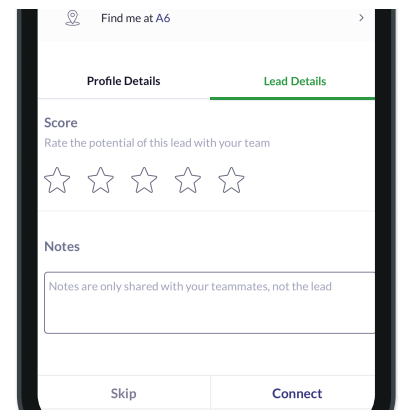 Find me at A6
Profile Details Lead Details
Score
Rate the potential of this lead with your team
Notes
Notes are only shared with your teammates, not the lead
Skip Connect